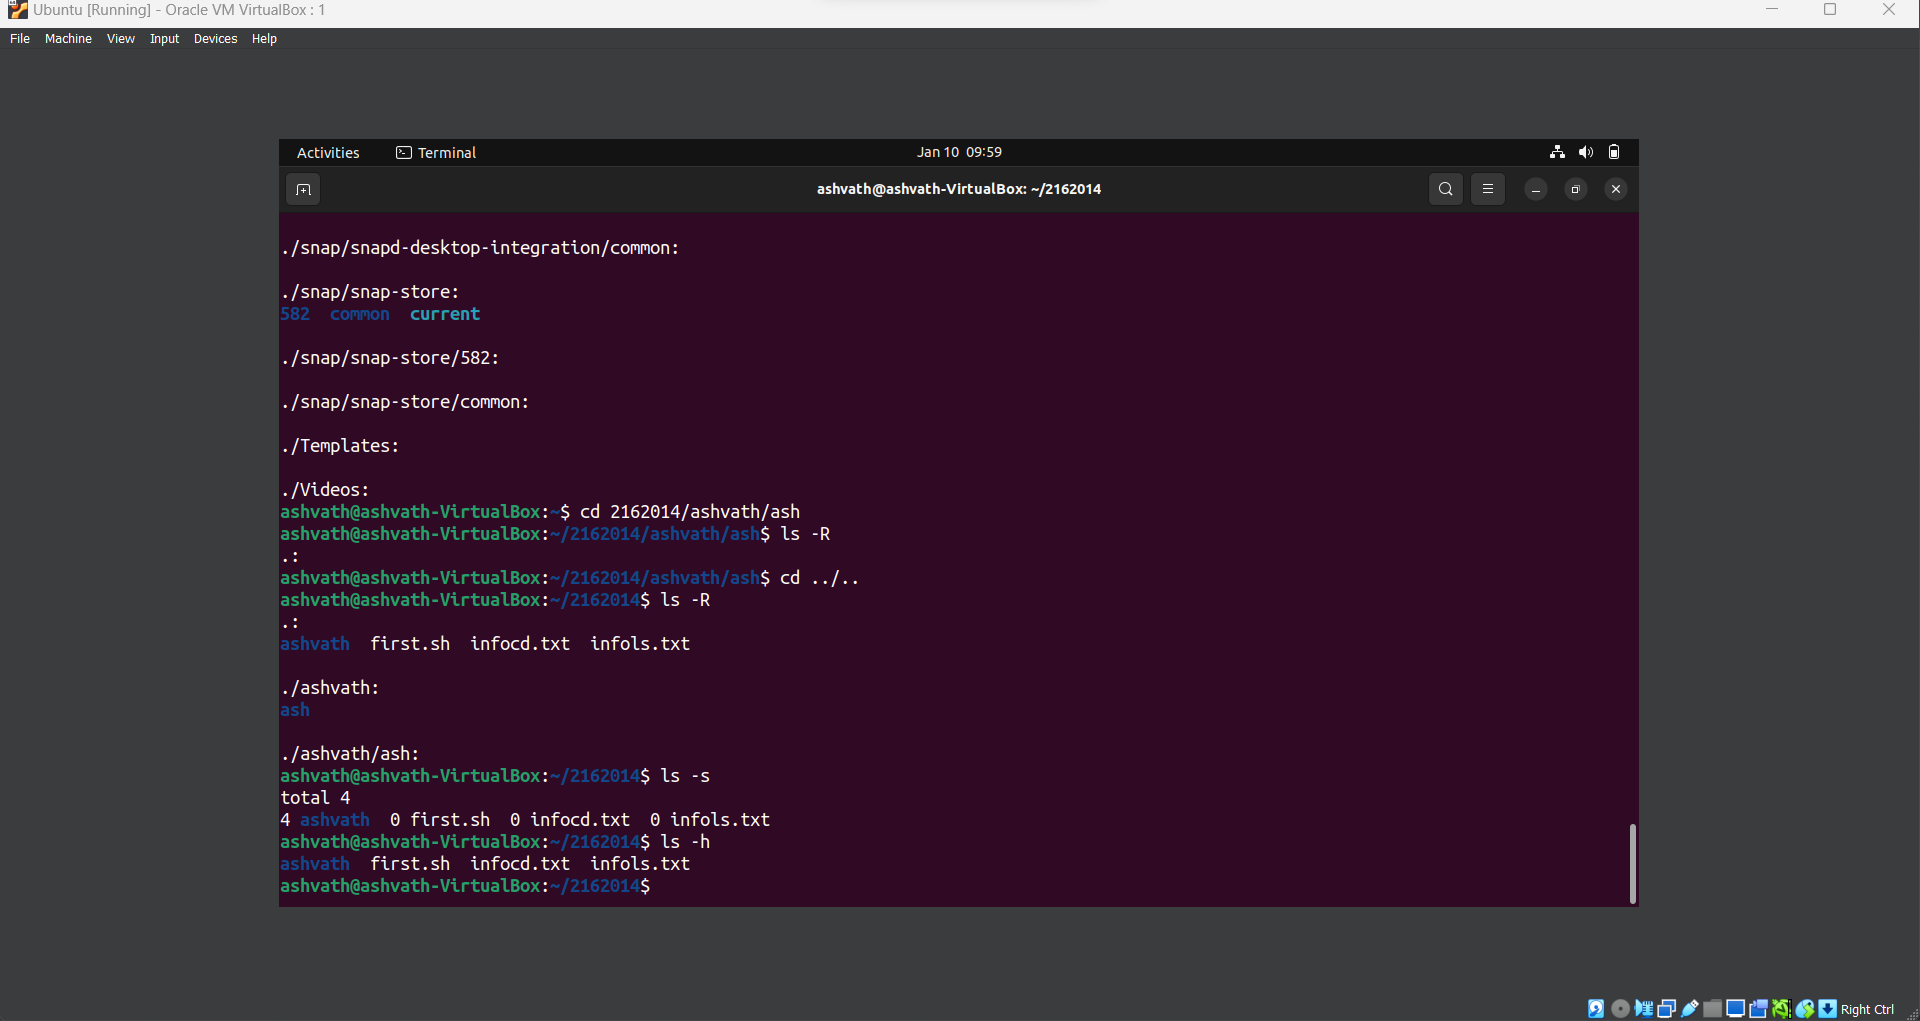 Ubuntu [Running] - Oracle VM VirtualBox : 1
File Machine View Input Devices Help
Activities Terminal Jan 10 09:59
ashvath@ashvath-VirtualBox: ~/2162014
./snap/snapd-desktop-integration/common:
./snap/snap-store:
582 common current
./snap/snap-store/582:
./snap/snap-store/common:
./Templates:
./Videos:
ashvath@ashvath-VirtualBox:~$ cd 2162014/ashvath/ash
ashvath@ashvath-VirtualBox:~/2162014/ashvath/ash$ ls -R
.:
ashvath@ashvath-VirtualBox:~/2162014/ashvath/ash$ cd ../..
ashvath@ashvath-VirtualBox:~/2162014$ ls -R
.:
ashvath first.sh infocd.txt infols.txt
./ashvath:
ash
./ashvath/ash:
ashvath@ashvath-VirtualBox:~/2162014$ ls -s
total 4
4 ashvath 0 first.sh 0 infocd.txt 0 infols.txt
ashvath@ashvath-VirtualBox:~/2162014$ ls -h
ashvath first.sh infocd.txt infols.txt
ashvath@ashvath-VirtualBox:~/2162014$
Right Ctrl